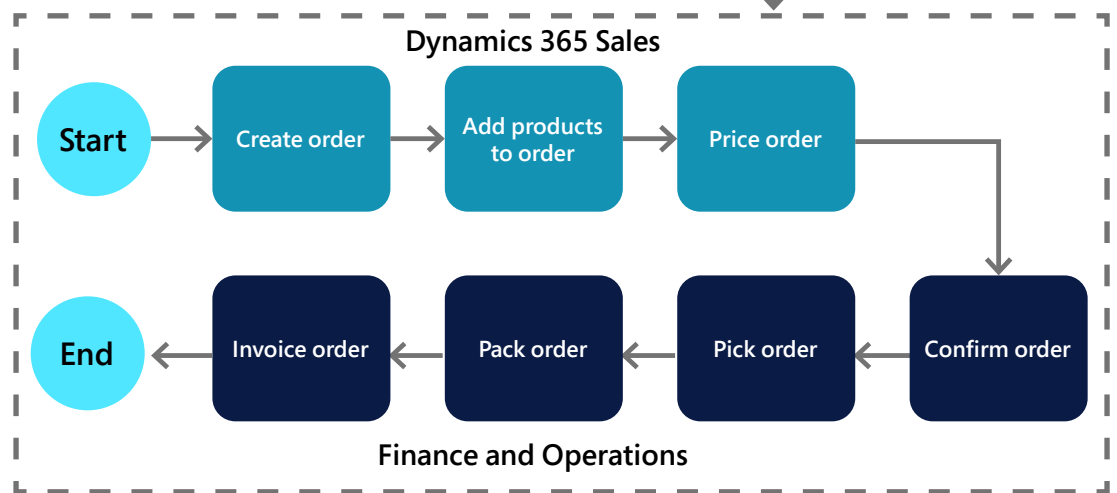 Dynamics 365 Sales
Start
Create order
Add products
to order
Price order
Confirm order
Pick order
Pack order
Invoice order
End
Finance and Operations